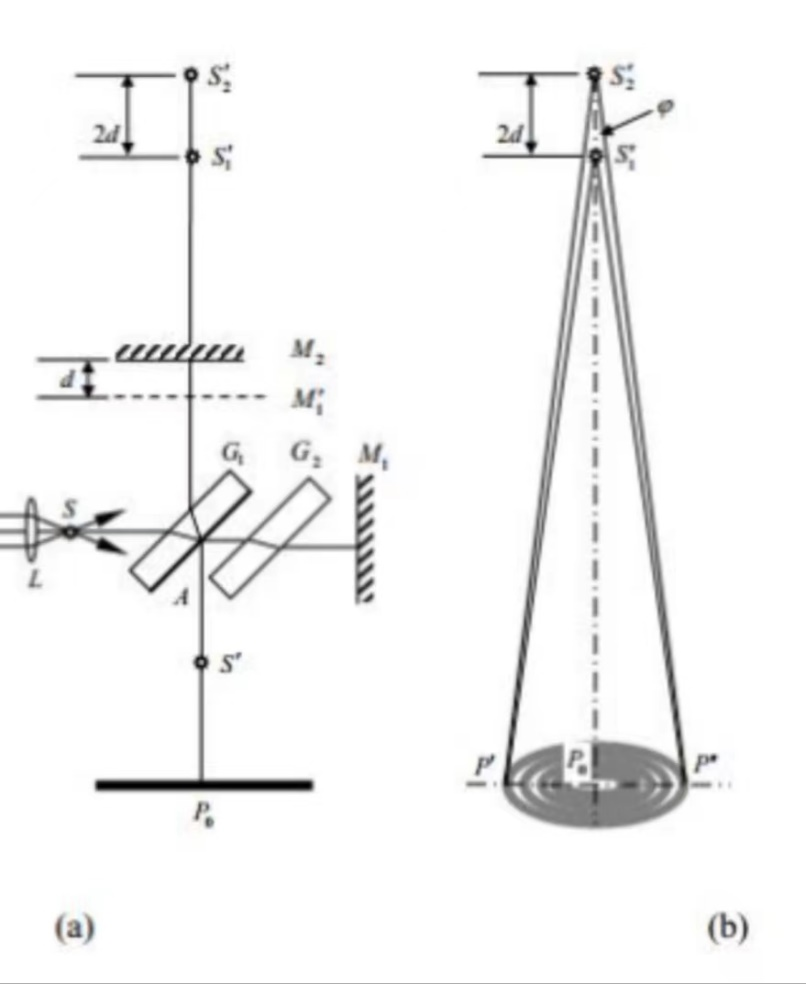 S′₂
2d
S′₁
M₂
d
M′₁
G₁
G₂
M₁
S
L
A
S′
P₀
(a)
S′₂
φ
2d
S′₁
P′
P₀
P″
(b)